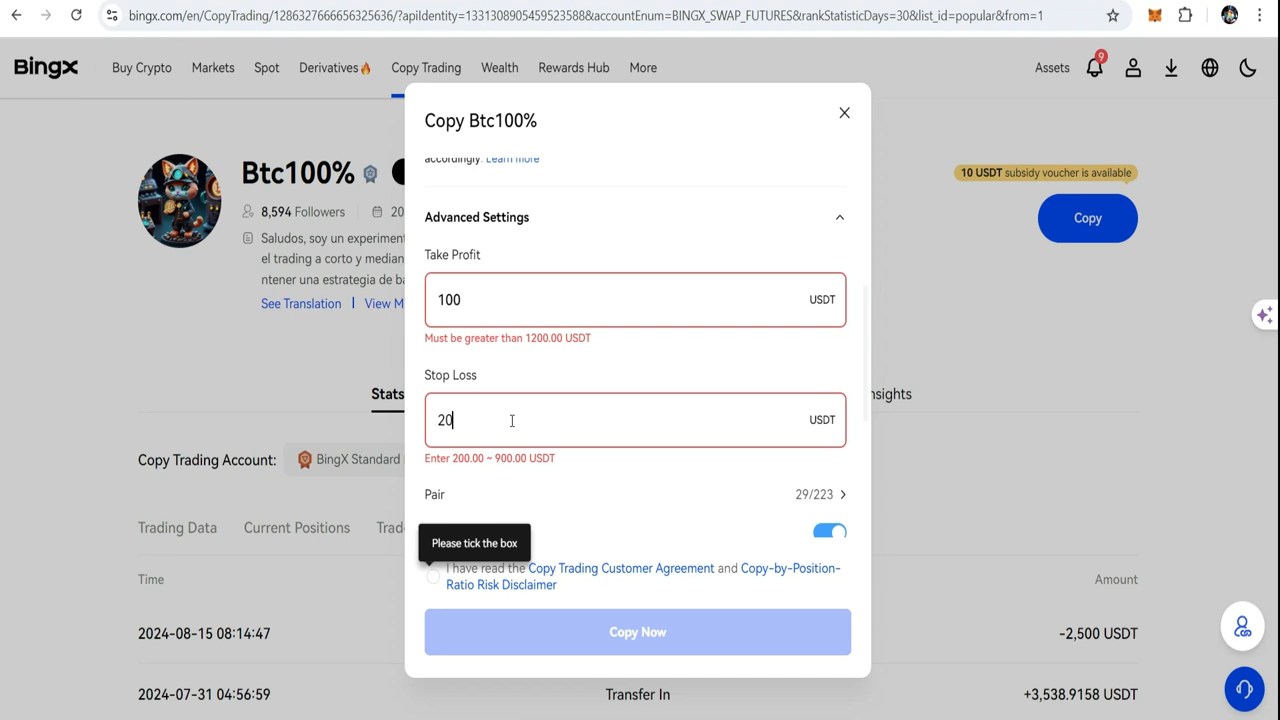 bingx.com/en/CopyTrading/1286327666656325636/?apiIdentity=1331308905459523588&accountEnum=BINGX_SWAP_FUTURES&rankStatisticDays=30&list_id=popular&from=1
BingX
Buy Crypto
Markets
Spot
Derivatives🔥
Copy Trading
Wealth
Rewards Hub
More
Assets
9
Copy Btc100%
accordingly. Learn more
Btc100%
10 USDT subsidy voucher is available
Copy
8,594 Followers
20
Saludos, soy un experiment
el trading a corto y median
ntener una estrategia de ba
See Translation | View M
Advanced Settings
Take Profit
100
USDT
Must be greater than 1200.00 USDT
Stop Loss
20
USDT
Enter 200.00 ~ 900.00 USDT
Pair
29/223 >
Please tick the box
I have read the Copy Trading Customer Agreement and Copy-by-Position-
Ratio Risk Disclaimer
Copy Now
Stats
nsights
Copy Trading Account:
BingX Standard
Trading Data
Current Positions
Trad
Time
Amount
2024-08-15 08:14:47
-2,500 USDT
2024-07-31 04:56:59
Transfer In
+3,538.9158 USDT